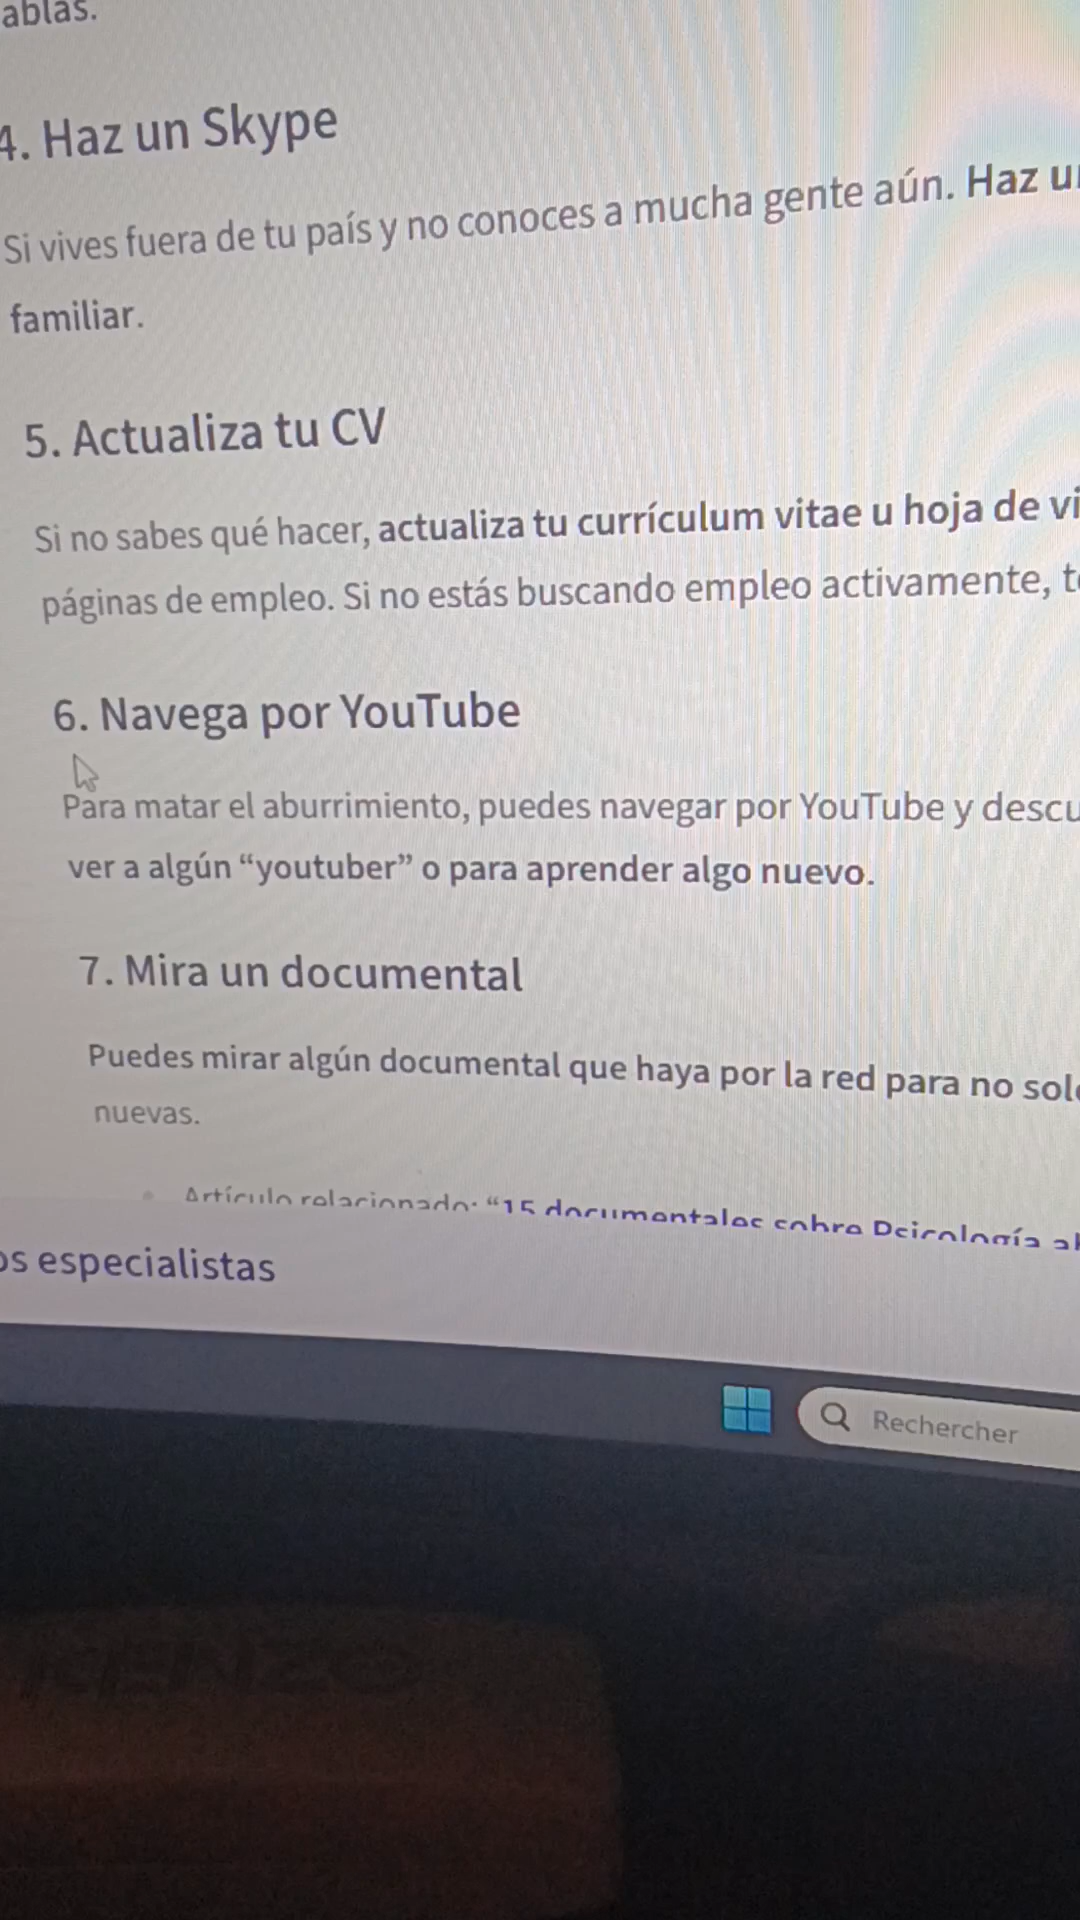 ablas.
4. Haz un Skype
Si vives fuera de tu país y no conoces a mucha gente aún. Haz
familiar.
5. Actualiza tu CV
Si no sabes qué hacer, actualiza tu currículum vitae u hoja de vi
páginas de empleo. Si no estás buscando empleo activamente,
6. Navega por YouTube
Para matar el aburrimiento, puedes navegar por YouTube y descu
ver a algún “youtuber” o para aprender algo nuevo.
7. Mira un documental
Puedes mirar algún documental que haya por la red para no sol
nuevas.
Artículo relacionado: “15 documentales sobre Psicología
os especialistas
Rechercher
KENZO